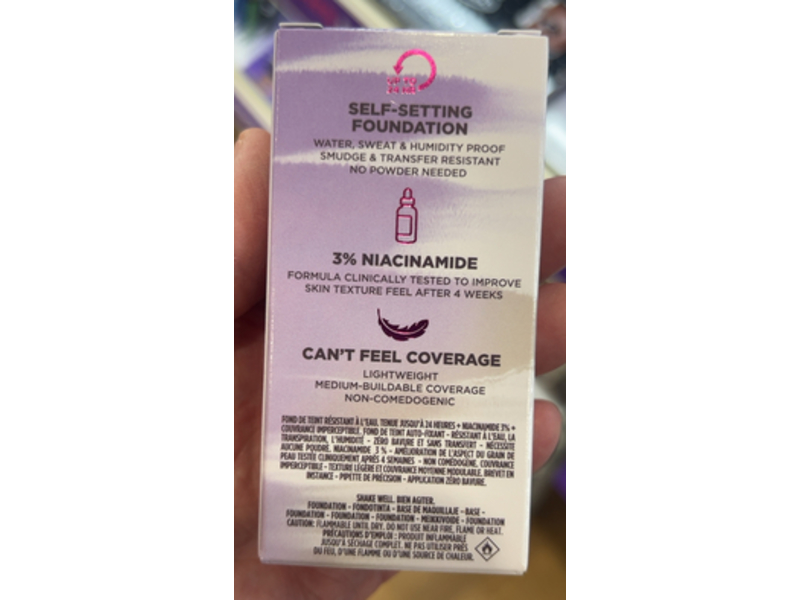 UP TO
24 HR
SELF-SETTING
FOUNDATION
WATER, SWEAT & HUMIDITY PROOF
SMUDGE & TRANSFER RESISTANT
NO POWDER NEEDED
3% NIACINAMIDE
FORMULA CLINICALLY TESTED TO IMPROVE
SKIN TEXTURE FEEL AFTER 4 WEEKS
CAN'T FEEL COVERAGE
LIGHTWEIGHT
MEDIUM-BUILDABLE COVERAGE
NON-COMEDOGENIC
FOND DE TEINT RÉSISTANT À L'EAU, TENUE JUSQU'À 24 HEURES + NIACINAMIDE 3% +
COUVRANCE IMPERCEPTIBLE. FOND DE TEINT AUTO-FIXANT - RÉSISTANT À L'EAU, LA
TRANSPIRATION, L'HUMIDITÉ - ZÉRO BAVURE ET SANS TRANSFERT - NÉCESSITE
AUCUNE POUDRE. NIACINAMIDE 3 % - AMÉLIORATION DE L'ASPECT DU GRAIN DE
PEAU TESTÉE CLINIQUEMENT APRÈS 4 SEMAINES - NON COMÉDOGÈNE. COUVRANCE
IMPERCEPTIBLE - TEXTURE LÉGÈRE ET COUVRANCE MOYENNE MODULABLE. BREVET EN
INSTANCE - PIPETTE DE PRÉCISION - APPLICATION ZÉRO BAVURE.
SHAKE WELL. BIEN AGITER.
FOUNDATION - FONDOTINTA - BASE DE MAQUILLAJE - BASE -
FOUNDATION - FOUNDATION - FOUNDATION - MEIKKIVOIDE - FOUNDATION
CAUTION: FLAMMABLE UNTIL DRY. DO NOT USE NEAR FIRE, FLAME OR HEAT.
PRÉCAUTIONS D'EMPLOI : PRODUIT INFLAMMABLE
JUSQU'À SÉCHAGE COMPLET. NE PAS UTILISER PRÈS
DU FEU, D'UNE FLAMME OU D'UNE SOURCE DE CHALEUR.